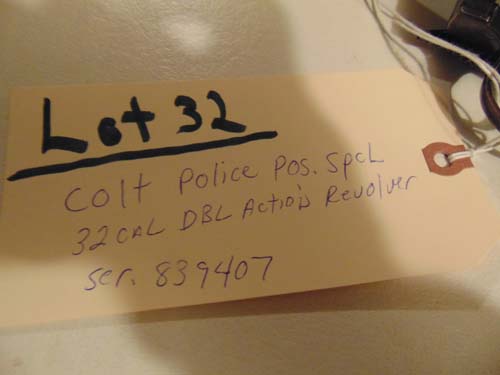 Lot 32
Colt Police Pos. Spcl
32 CAL DBL Action Revolver
ser. 839407